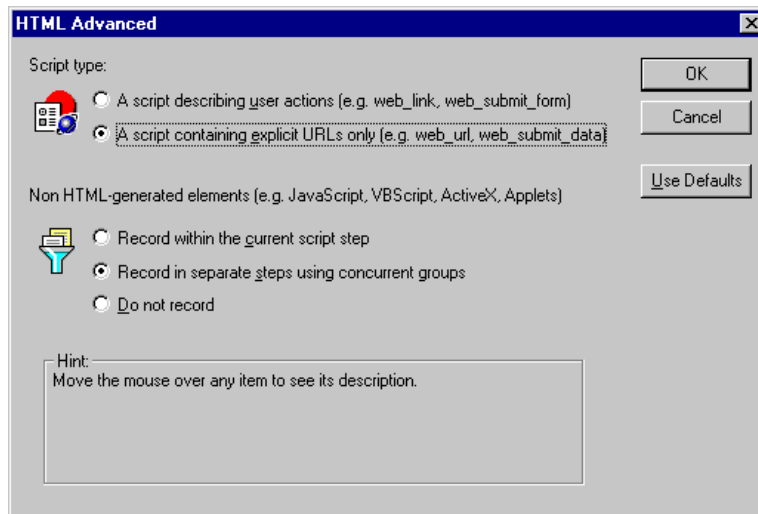 HTML Advanced
Script type:
A script describing user actions (e.g. web_link, web_submit_form)
A script containing explicit URLs only (e.g. web_url, web_submit_data)
OK
Cancel
Use Defaults
Non HTML-generated elements (e.g. JavaScript, VBScript, ActiveX, Applets)
Record within the current script step
Record in separate steps using concurrent groups
Do not record
Hint:
Move the mouse over any item to see its description.